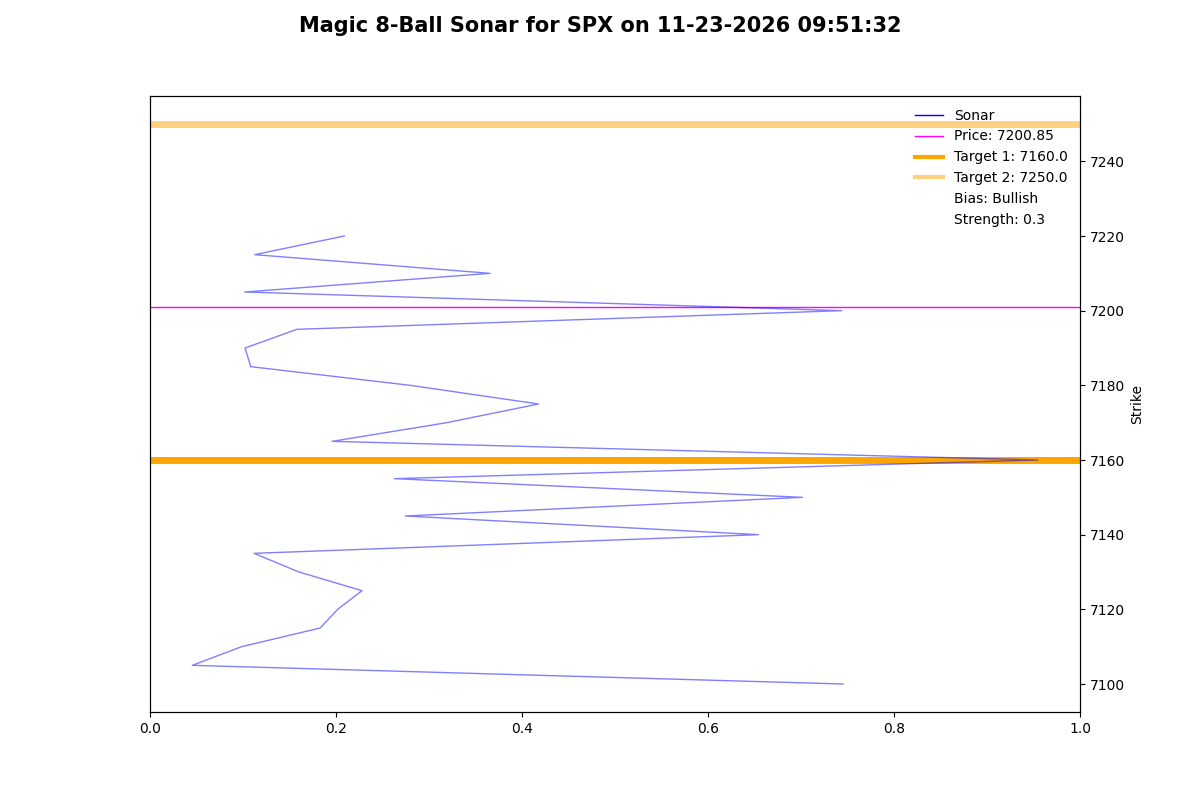 Magic 8-Ball Sonar for SPX on 11-23-2026 09:51:32
Sonar
Price: 7200.85
Target 1: 7160.0
Target 2: 7250.0
Bias: Bullish
Strength: 0.3
7240
7220
7200
7180
7160
7140
7120
7100
Strike
0.0 0.2 0.4 0.6 0.8 1.0